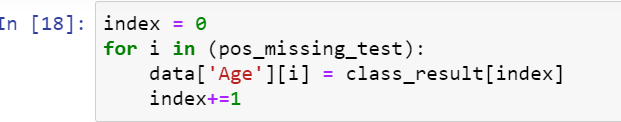 In [18]: index = 0
for i in (pos_missing_test):
    data['Age'][i] = class_result[index]
    index+=1